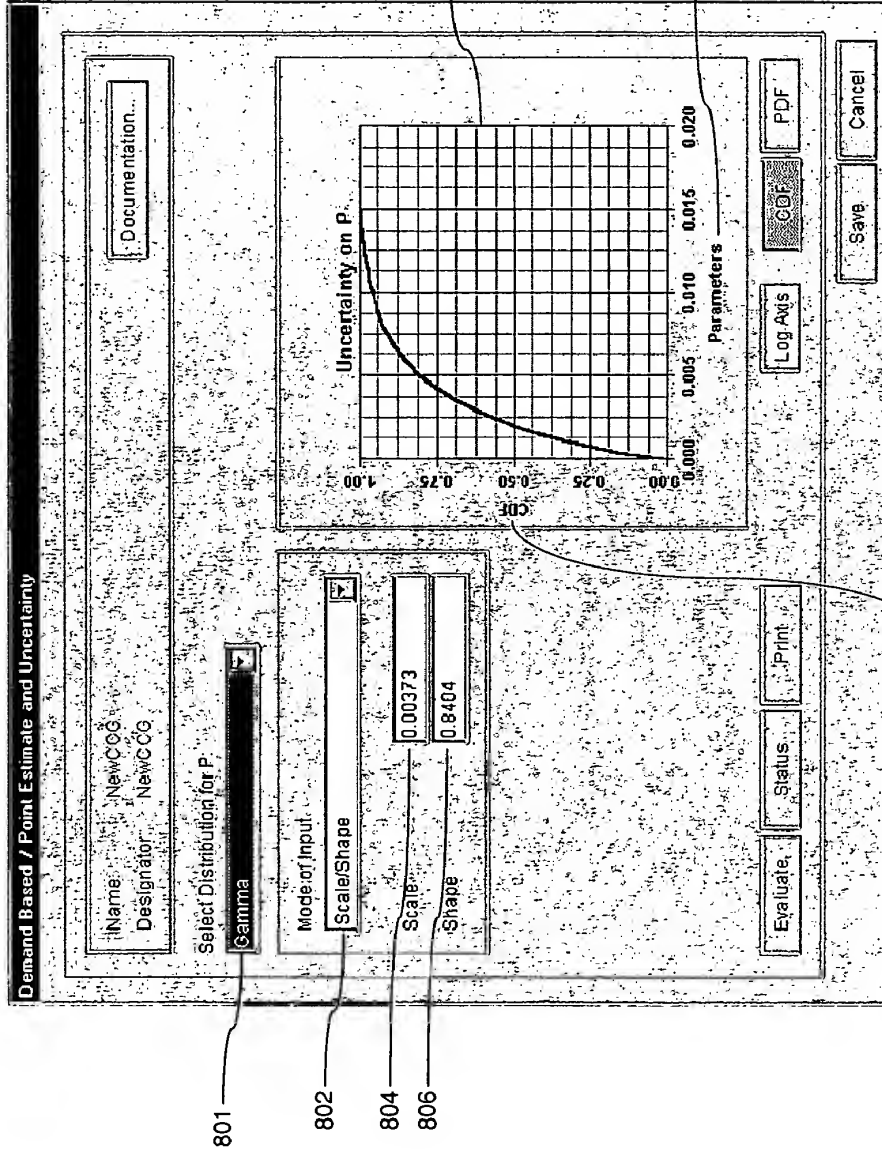 Demand Based / Point Estimate and Uncertainty
Name NewCCG
Designator NewCCG
Documentation...
Select Distribution for P
Gamma
Mode of Input
Scale/Shape
Scale 0.00373
Shape 0.8404
Uncertainty on P
CDF
1.00
0.75
0.50
0.25
0.00
0.000 0.005 0.010 0.015 0.020
Parameters
Evaluate Status Print Log Axis CDF PDF
Save Cancel
801
802
804
806